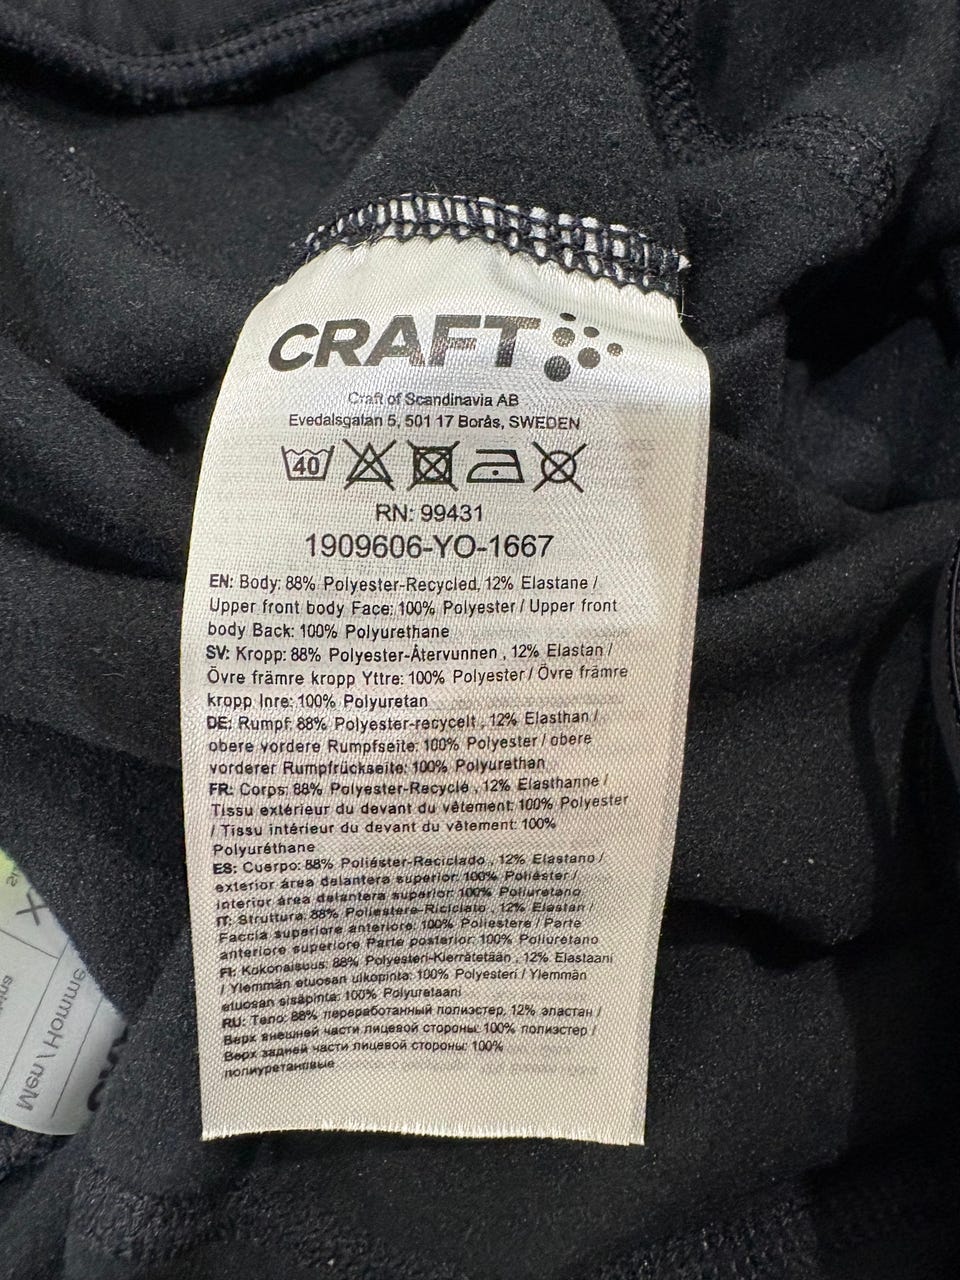 CRAFT
Craft of Scandinavia AB
Evedalsgatan 5, 501 17 Borås, SWEDEN
40
RN: 99431
1909606-YO-1667
EN: Body: 88% Polyester-Recycled, 12% Elastane /
Upper front body Face: 100% Polyester / Upper front
body Back: 100% Polyurethane
SV: Kropp: 88% Polyester-Återvunnen , 12% Elastan /
Övre främre kropp Yttre: 100% Polyester / Övre främre
kropp Inre: 100% Polyuretan
DE: Rumpf: 88% Polyester-recycelt , 12% Elasthan /
obere vordere Rumpfseite: 100% Polyester / obere
vorderer Rumpfrückseite: 100% Polyurethan
FR: Corps: 88% Polyester-Recyclé , 12% Elasthanne /
Tissu extérieur du devant du vêtement: 100% Polyester
/ Tissu intérieur du devant du vêtement: 100%
Polyuréthane
ES: Cuerpo: 88% Poliéster-Reciclado , 12% Elastano /
exterior área delantera superior: 100% Poliéster /
interior área delantera superior: 100% Poliuretano
IT: Struttura: 88% Poliestere-Riciclato , 12% Elastan /
Faccia superiore anteriore: 100% Poliestere / Parte
anteriore superiore Parte posterior: 100% Poliuretano
FI: Kokonaisuus: 88% Polyesteri-Kierrätetään , 12% Elastaani
/ Ylemmän etuosan ulkopinta: 100% Polyesteri / Ylemmän
etuosan sisäpinta: 100% Polyuretaani
RU: Тело: 88% переработанный полиэстер, 12% эластан /
Верх внешней части лицевой стороны: 100% полиэстер /
Верх задней части лицевой стороны: 100%
полиуретановые
Men / Homme
X